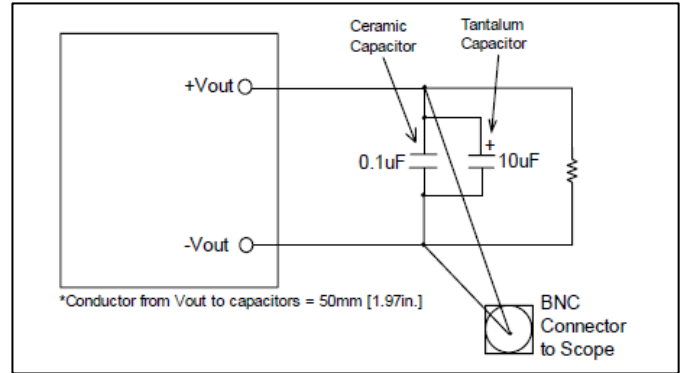 Ceramic
Capacitor
Tantalum
Capacitor
+Vout
+
0.1uF
10uF
-Vout
*Conductor from Vout to capacitors = 50mm [1.97in.]
BNC
Connector
to Scope